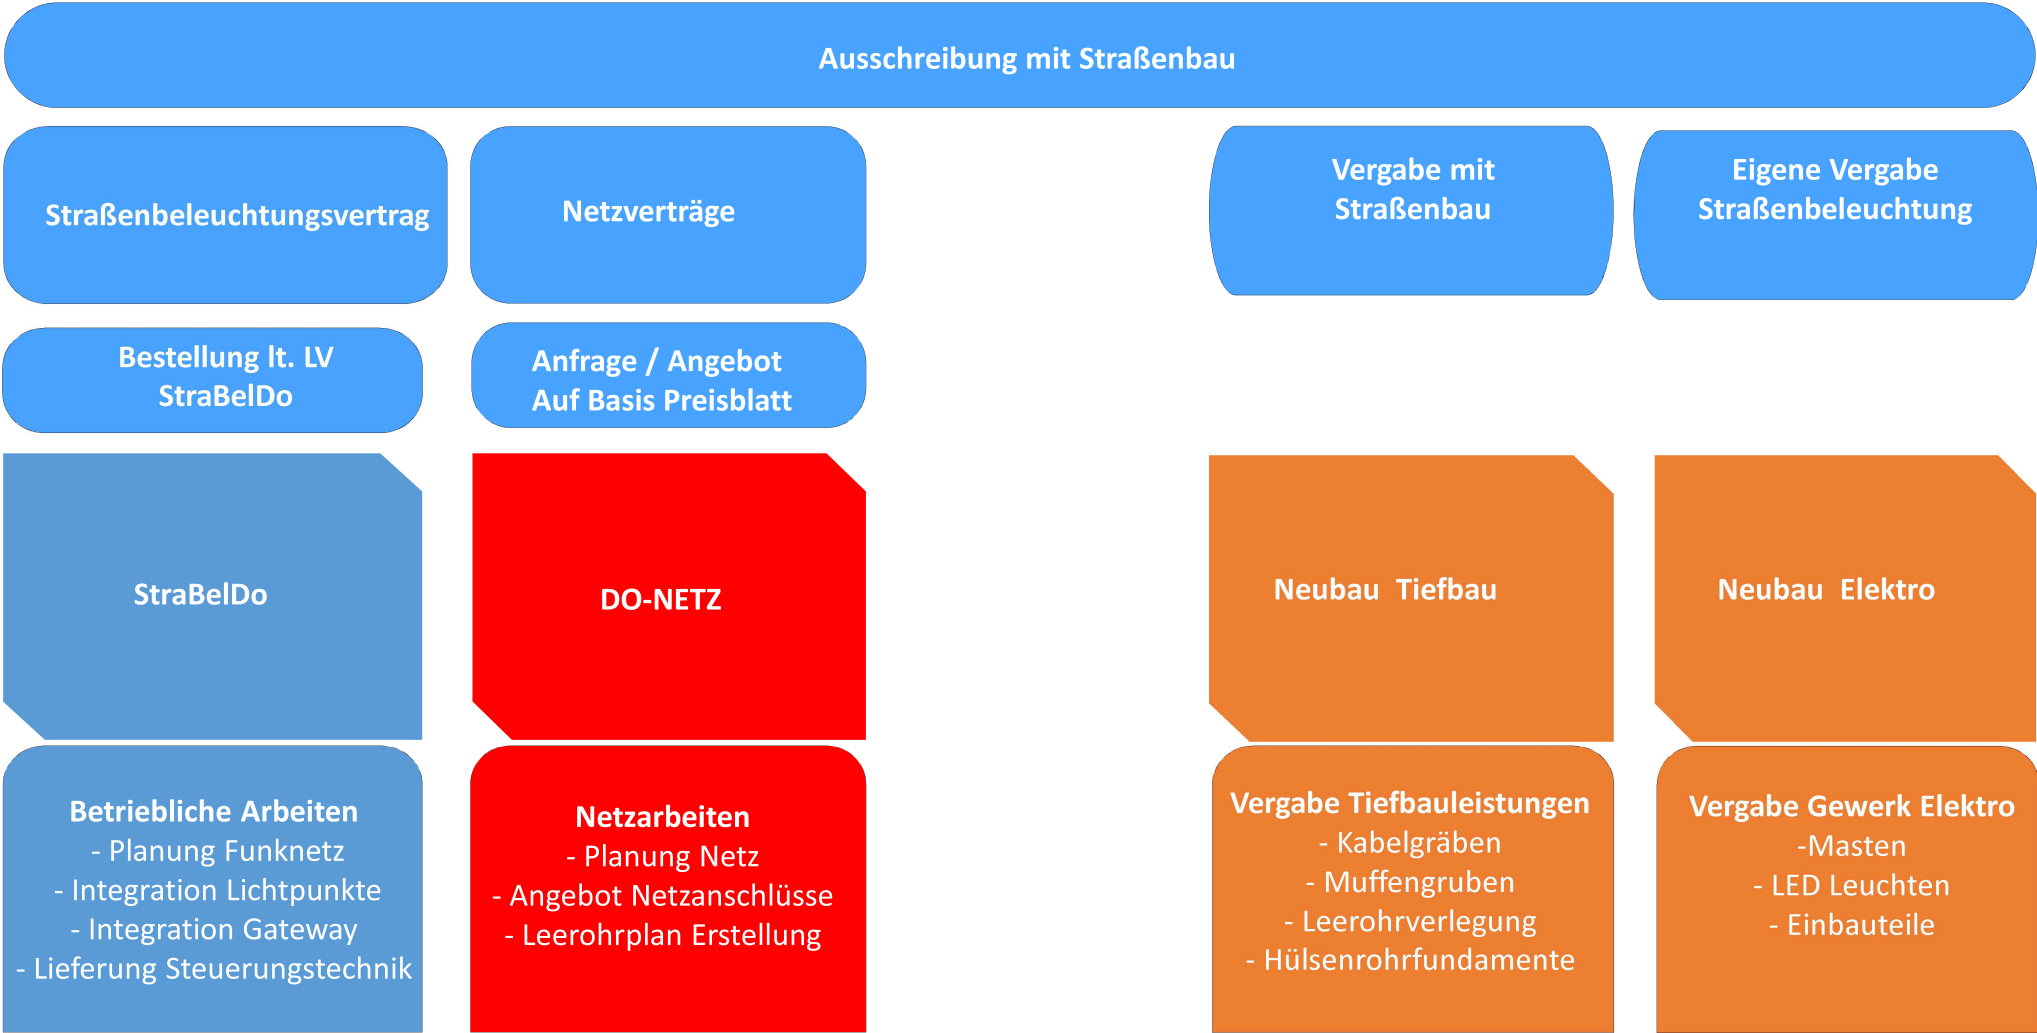 Ausschreibung mit Straßenbau
Straßenbeleuchtungsvertrag
Netzverträge
Vergabe mit
Straßenbau
Eigene Vergabe
Straßenbeleuchtung
Bestellung lt. LV
StraBelDo
Anfrage / Angebot
Auf Basis Preisblatt
StraBelDo
DO-NETZ
Neubau  Tiefbau
Neubau  Elektro
Betriebliche Arbeiten
- Planung Funknetz
- Integration Lichtpunkte
- Integration Gateway
- Lieferung Steuerungstechnik
Netzarbeiten
- Planung Netz
- Angebot Netzanschlüsse
- Leerohrplan Erstellung
Vergabe Tiefbauleistungen
- Kabelgräben
- Muffengruben
- Leerohrverlegung
- Hülsenrohrfundamente
Vergabe Gewerk Elektro
-Masten
- LED Leuchten
- Einbauteile